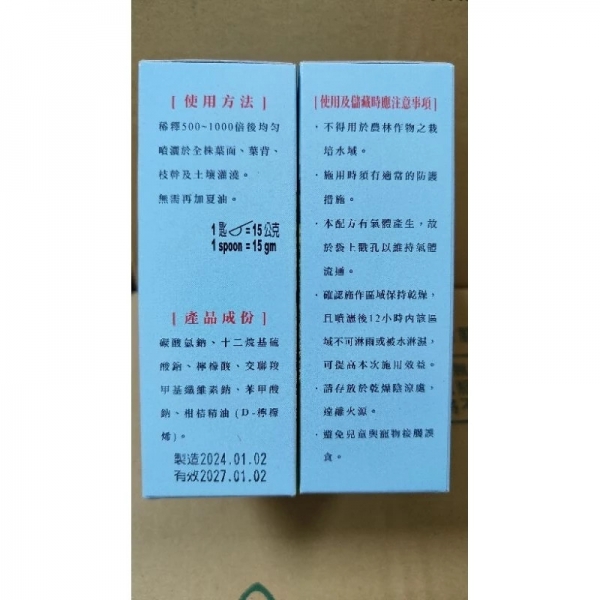 [使用方法]
稀釋500~1000倍後均勻
噴灑於全株葉面、葉背、
枝幹及土壤灌澆。
無需再加夏油。
1匙=15公克
1 spoon = 15 gm
[產品成份]
碳酸氫鈉、十二烷基硫
酸鈉、檸檬酸、交聯羧
甲基纖維素鈉、苯甲酸
鈉、柑桔精油(D-檸檬
烯)。
製造2024.01.02
有效2027.01.02
[使用及儲藏時應注意事項]
·不得用於農林作物之栽
培水域。
·施用時須有適當的防護
措施。
·本配方有氣體產生，故
於袋上戳孔以維持氣體
流通。
·確認施作區域保持乾燥，
且噴灑後12小時內該區
域不可淋雨或被水淋濕，
可提高本次施用效益。
·請存放於乾燥陰涼處，
遠離火源。
·避免兒童與寵物接觸誤
食。